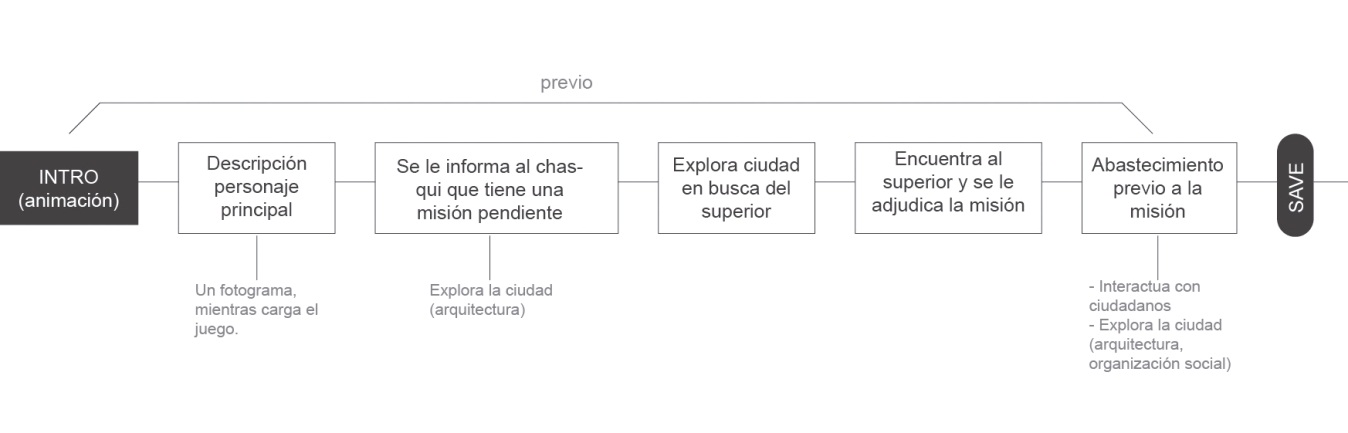 previo
INTRO
(animación)
Descripción
personaje
principal
Se le informa al chas-
qui que tiene una
misión pendiente
Explora ciudad
en busca del
superior
Encuentra al
superior y se le
adjudica la misión
Abastecimiento
previo a la
misión
SAVE
Un fotograma,
mientras carga el
juego.
Explora la ciudad
(arquitectura)
- Interactua con
ciudadanos
- Explora la ciudad
(arquitectura,
organización social)